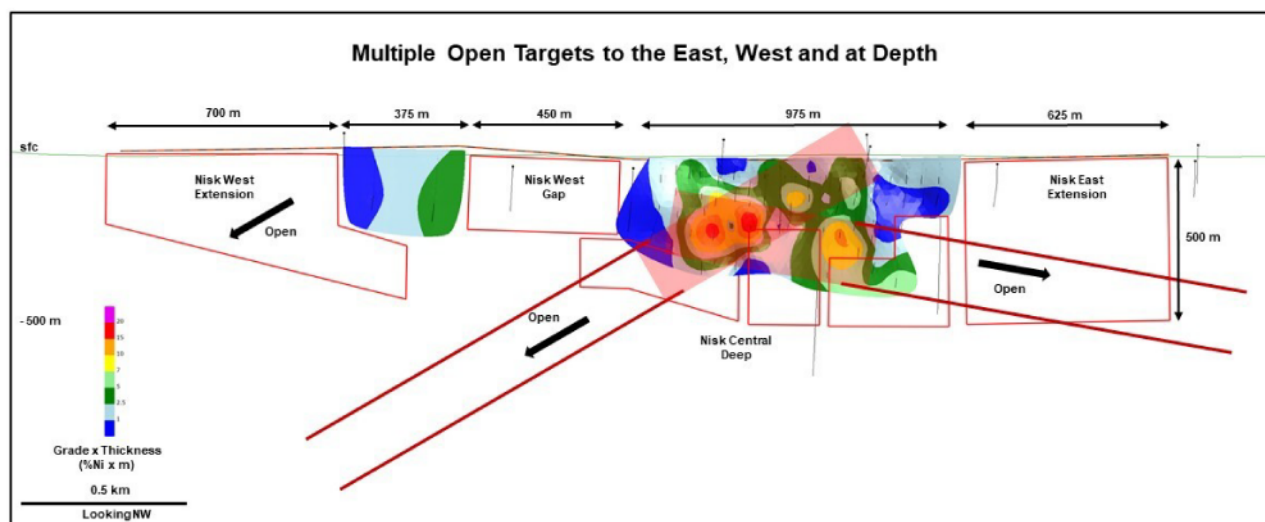 Multiple Open Targets to the East, West and at Depth
700 m
375 m
450 m
975 m
625 m
sfc
Nisk West
Extension
Open
Nisk West
Gap
Nisk East
Extension
500 m
Open
- 500 m
Open
Nisk Central
Deep
20
15
10
7
5
2.5
1
Grade x Thickness
(%Ni x m)
0.5 km
Looking NW